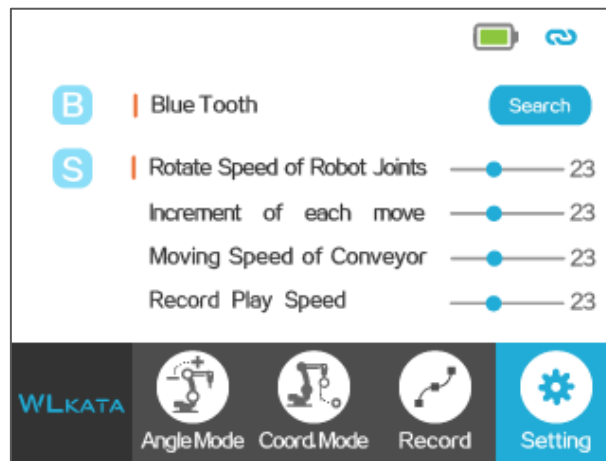 B Blue Tooth Search
S Rotate Speed of Robot Joints 23
Increment of each move 23
Moving Speed of Conveyor 23
Record Play Speed 23
WLKATA Angle Mode Coord. Mode Record Setting